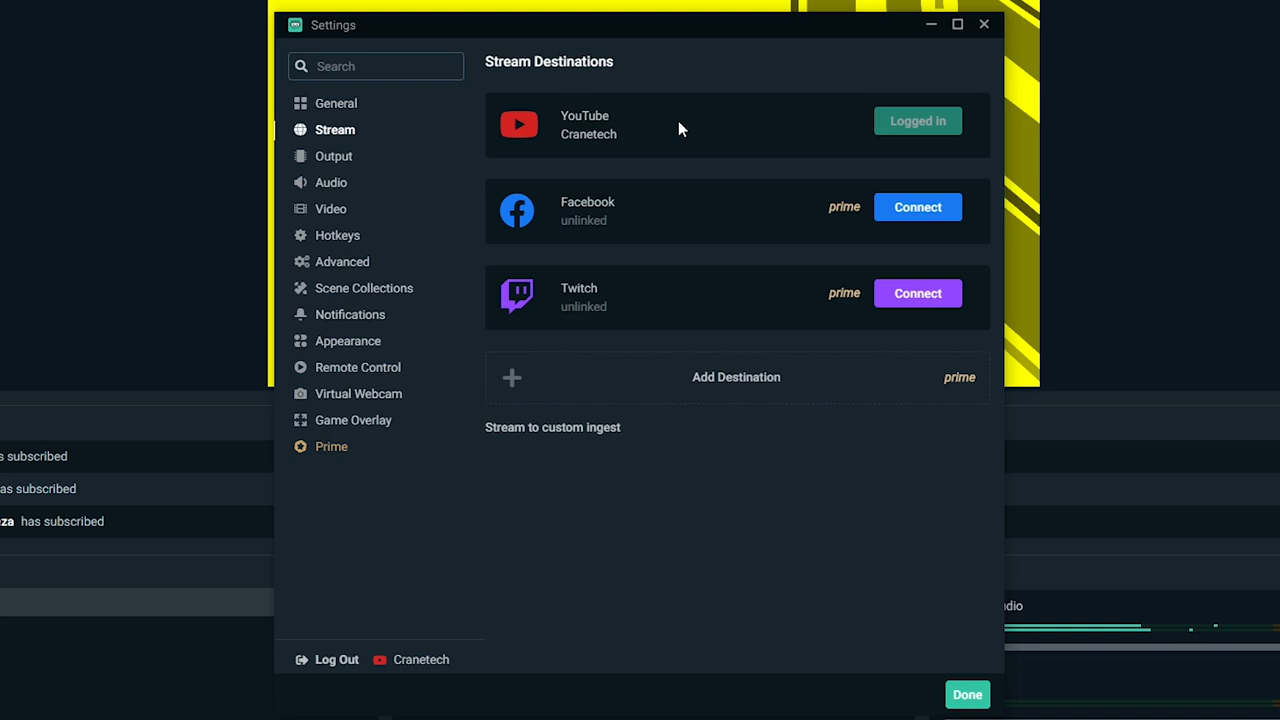 Settings
Search
Stream Destinations
General
Stream
Output
Audio
Video
Hotkeys
Advanced
Scene Collections
Notifications
Appearance
Remote Control
Virtual Webcam
Game Overlay
Prime
YouTube
Cranetech
Logged in
Facebook
unlinked
prime
Connect
Twitch
unlinked
prime
Connect
Add Destination
prime
Stream to custom ingest
s subscribed
as subscribed
za has subscribed
dio
Log Out
Cranetech
Done